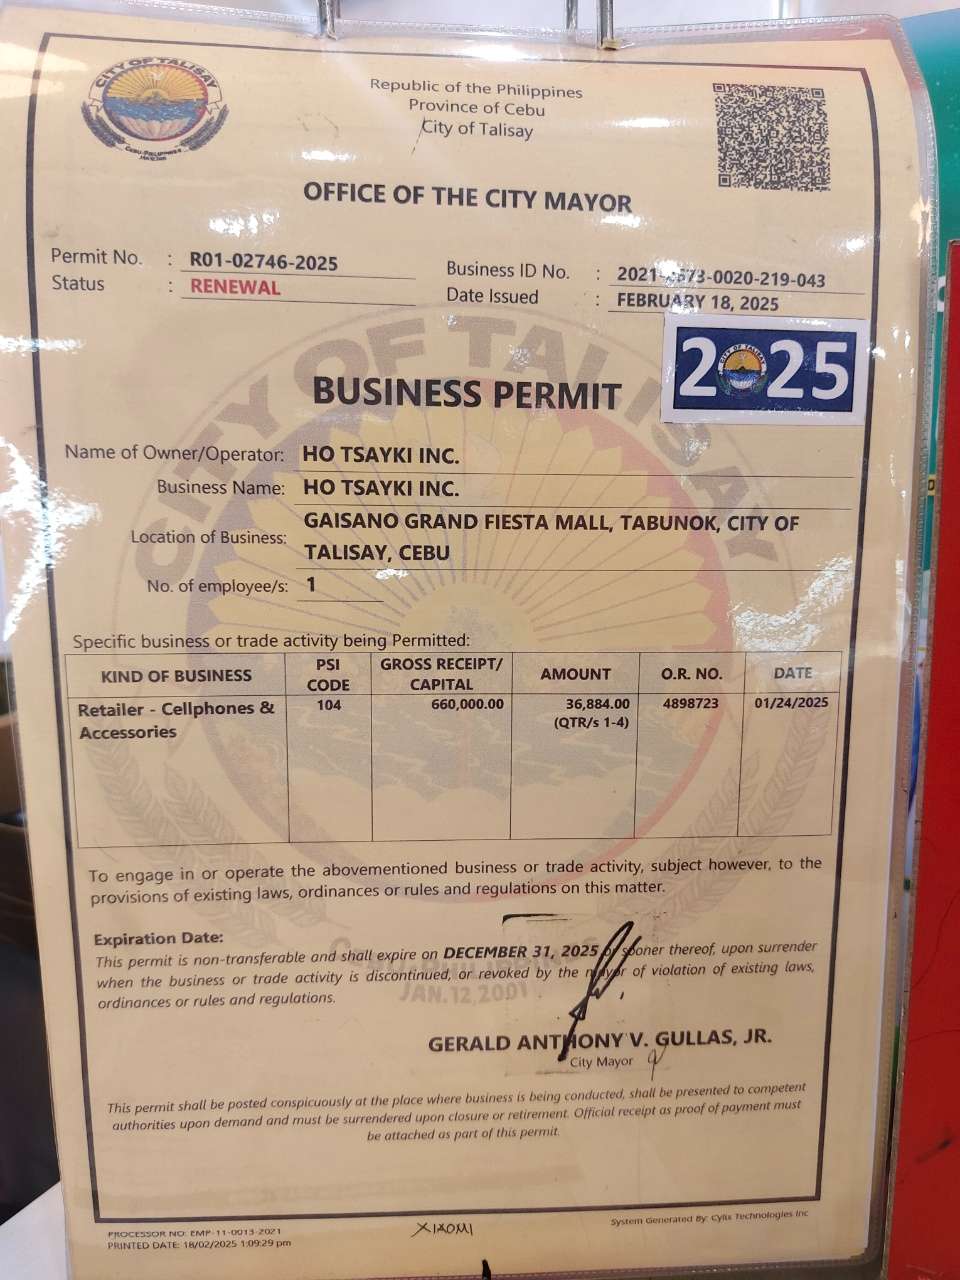 CITY OF TALISAY
CEBU PHILIPPINES
Republic of the Philippines
Province of Cebu
City of Talisay
OFFICE OF THE CITY MAYOR
Permit No. : R01-02746-2025
Status : RENEWAL
Business ID No. : 0020-219-043
Date Issued : FEBRUARY 18, 2025
2025
BUSINESS PERMIT
Name of Owner/Operator: HO TSAYKI INC.
Business Name: HO TSAYKI INC.
Location of Business: GAISANO GRAND FIESTA MALL, TABUNOK, CITY OF
TALISAY, CEBU
No. of employee/s: 1
Specific business or trade activity being Permitted:
KIND OF BUSINESS PSI CODE GROSS RECEIPT/ CAPITAL AMOUNT O.R. NO. DATE
Retailer - Cellphones & Accessories 104 660,000.00 36,884.00 (QTR/s 1-4) 4898723 01/24/2025
To engage in or operate the abovementioned business or trade activity, subject however, to the
provisions of existing laws, ordinances or rules and regulations on this matter.
Expiration Date:
This permit is non-transferable and shall expire on DECEMBER 31, 2025 or sooner thereof, upon surrender
when the business or trade activity is discontinued, or revoked by the mayor of violation of existing laws,
ordinances or rules and regulations.
CITY OF TALISAY
JAN.12,2001
GERALD ANTHONY V. GULLAS, JR.
City Mayor
This permit shall be posted conspicuously at the place where business is being conducted, shall be presented to competent
authorities upon demand and must be surrendered upon closure or retirement. Official receipt as proof of payment must
be attached as part of this permit.
PROCESSOR NO: EMP-11-0013-2021
PRINTED DATE: 18/02/2025 1:09:29 pm
XIAOMI
System Generated By: Cylix Technologies Inc